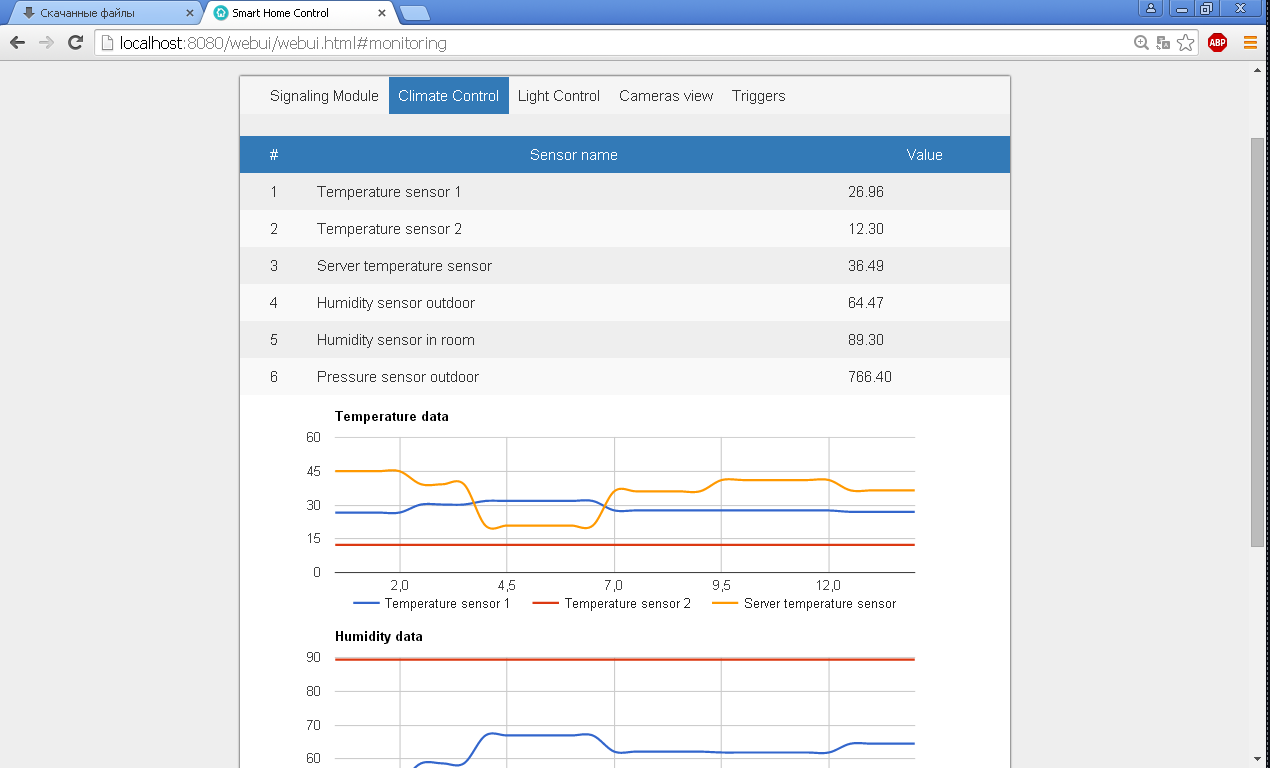 Скачанные файлы
Smart Home Control
localhost:8080/webui/webui.html#monitoring
ABP
Signaling Module Climate Control Light Control Cameras view Triggers
# Sensor name Value
1 Temperature sensor 1 26.96
2 Temperature sensor 2 12.30
3 Server temperature sensor 36.49
4 Humidity sensor outdoor 64.47
5 Humidity sensor in room 89.30
6 Pressure sensor outdoor 766.40
Temperature data
60
45
30
15
0
2,0 4,5 7,0 9,5 12,0
Temperature sensor 1 Temperature sensor 2 Server temperature sensor
Humidity data
90
80
70
60